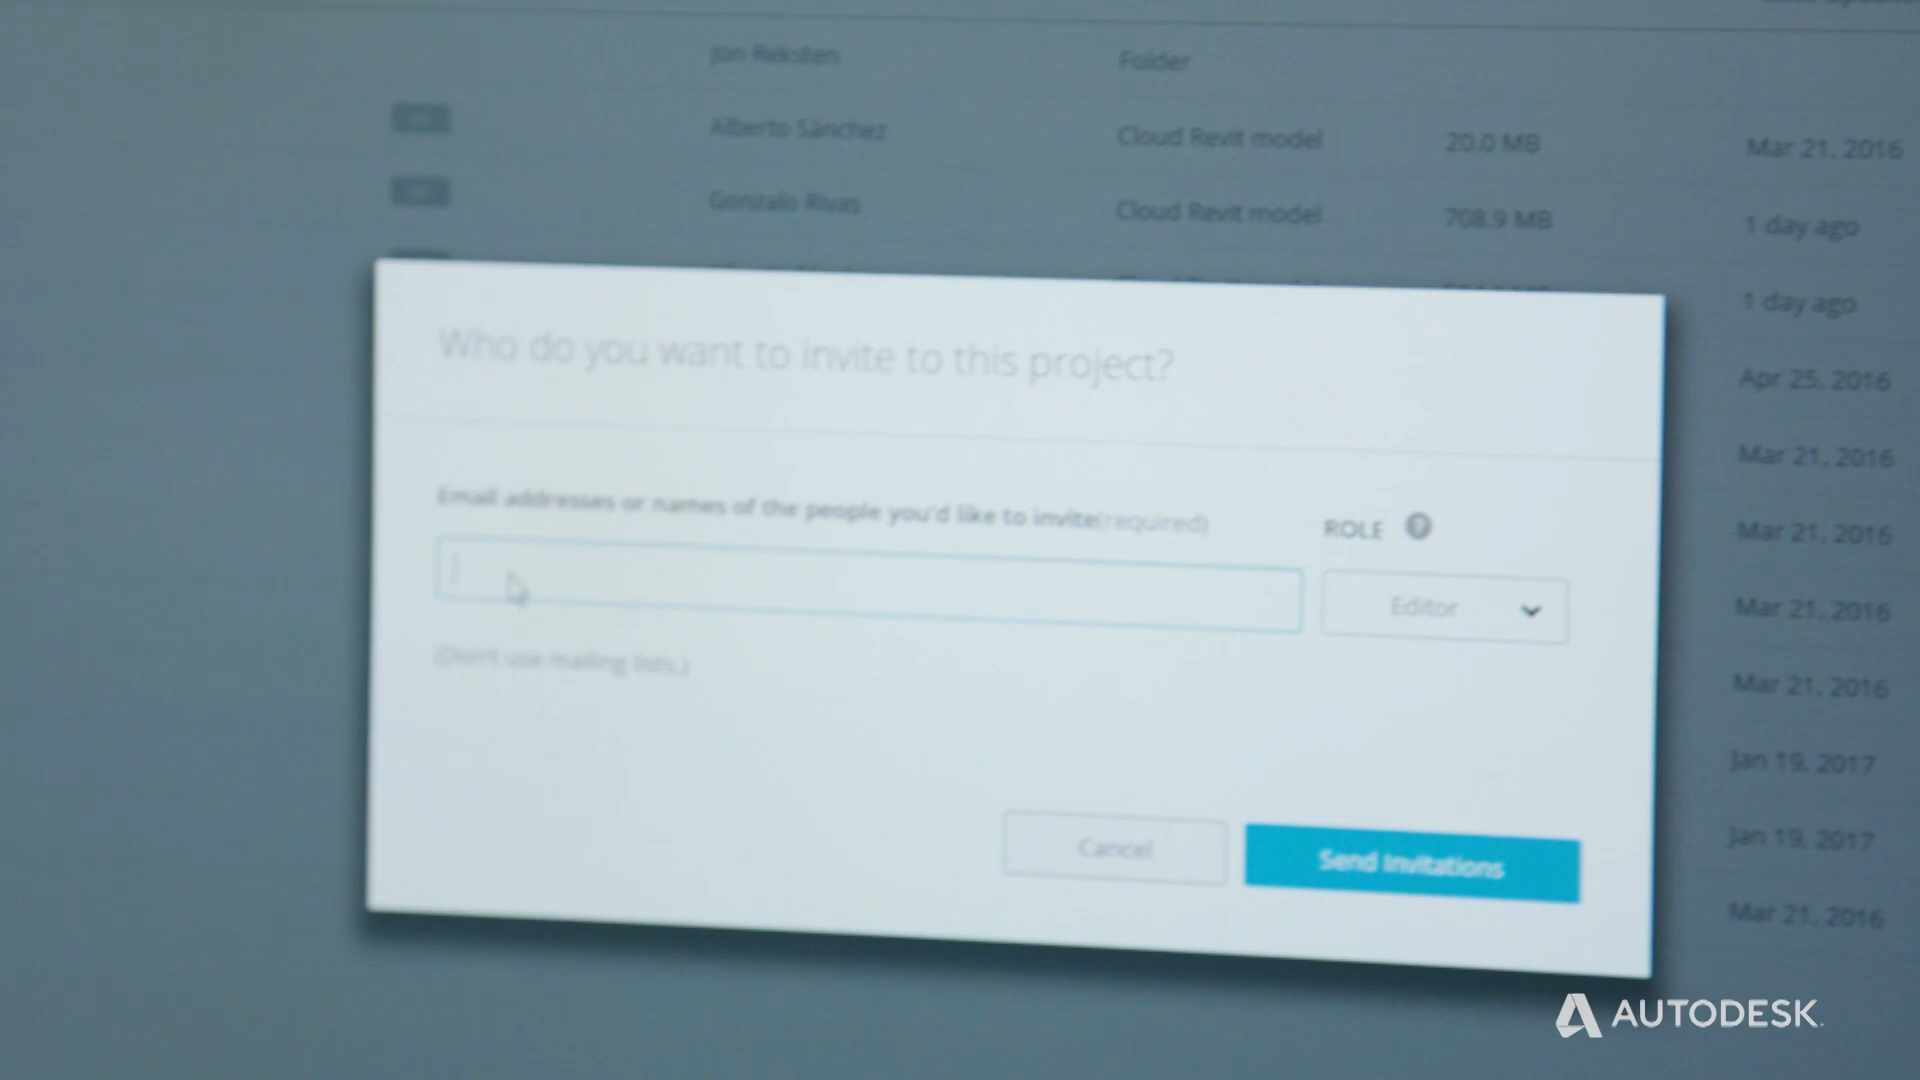 Jon Reksten Folder
Alberto Sánchez Cloud Revit model 20.0 MB Mar 21, 2016
Gonzalo Rivas Cloud Revit model 708.9 MB 1 day ago
1 day ago
Who do you want to invite to this project?
Apr 25, 2016
Mar 21, 2016
Email addresses or names of the people you'd like to invite(required) ROLE ?
Mar 21, 2016
Editor
Mar 21, 2016
(Don't use mailing lists.)
Mar 21, 2016
Jan 19, 2017
Cancel Send Invitations
Jan 19, 2017
Mar 21, 2016
AUTODESK.